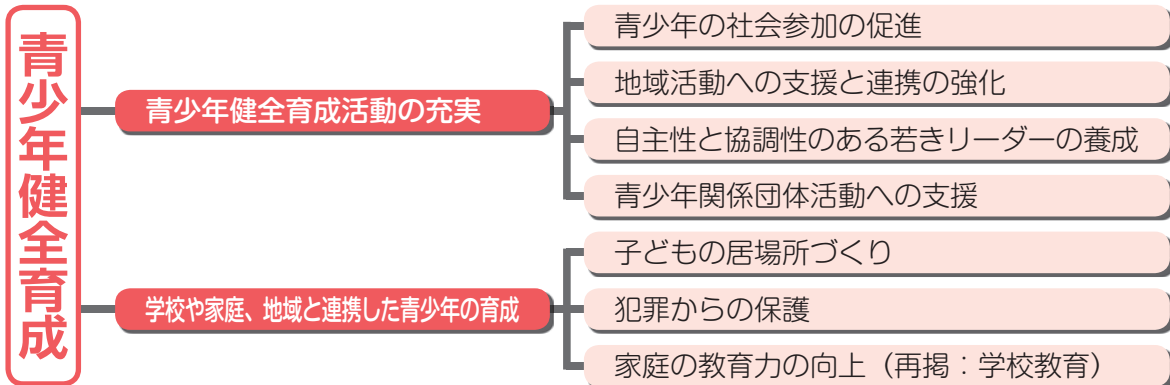 青少年健全育成
青少年健全育成活動の充実
青少年の社会参加の促進
地域活動への支援と連携の強化
自主性と協調性のある若きリーダーの養成
青少年関係団体活動への支援
学校や家庭、地域と連携した青少年の育成
子どもの居場所づくり
犯罪からの保護
家庭の教育力の向上（再掲：学校教育）